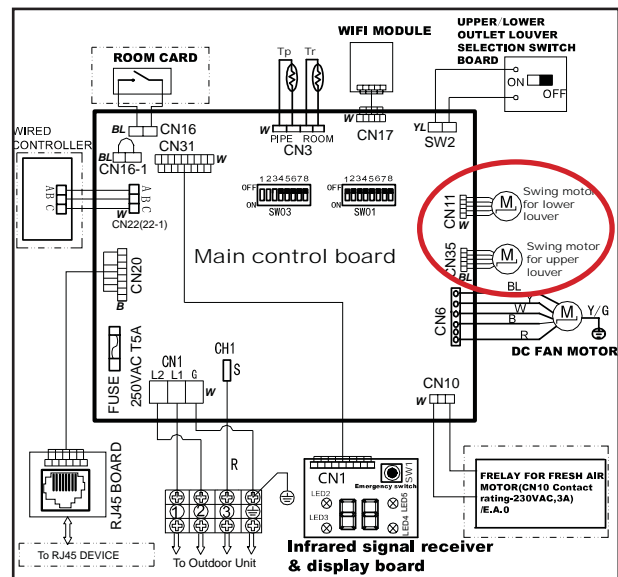 UPPER/LOWER
OUTLET LOUVER
SELECTION SWITCH
BOARD
WIFI MODULE
ROOM CARD
Tp
Tr
ON
OFF
BL
CN16
W
PIPE
ROOM
CN3
W
CN17
YL
SW2
WIRED
CONTROLLER
BL
CN16-1
CN31
W
A
B
C
A
B
C
W
CN22(22-1)
12345678
OFF
ON
SW03
12345678
OFF
ON
SW01
CN11
W
M
Swing motor
for lower
louver
CN35
BL
M
Swing motor
for upper
louver
Main control board
CN20
B
CN6
BL
Y
W
B
R
M
Y/G
DC FAN MOTOR
FUSE
250VAC T5A
CN1
L2
L1
G
W
CH1
S
CN10
W
R
RJ45 BOARD
To RJ45 DEVICE
1
2
3
To Outdoor Unit
CN1
SW1
Emergency switch
LED2
LED3
LED5
LED4
88
Infrared signal receiver
& display board
FRELAY FOR FRESH AIR
MOTOR(CN10 Contact
rating-230VAC,3A)
/E.A.0